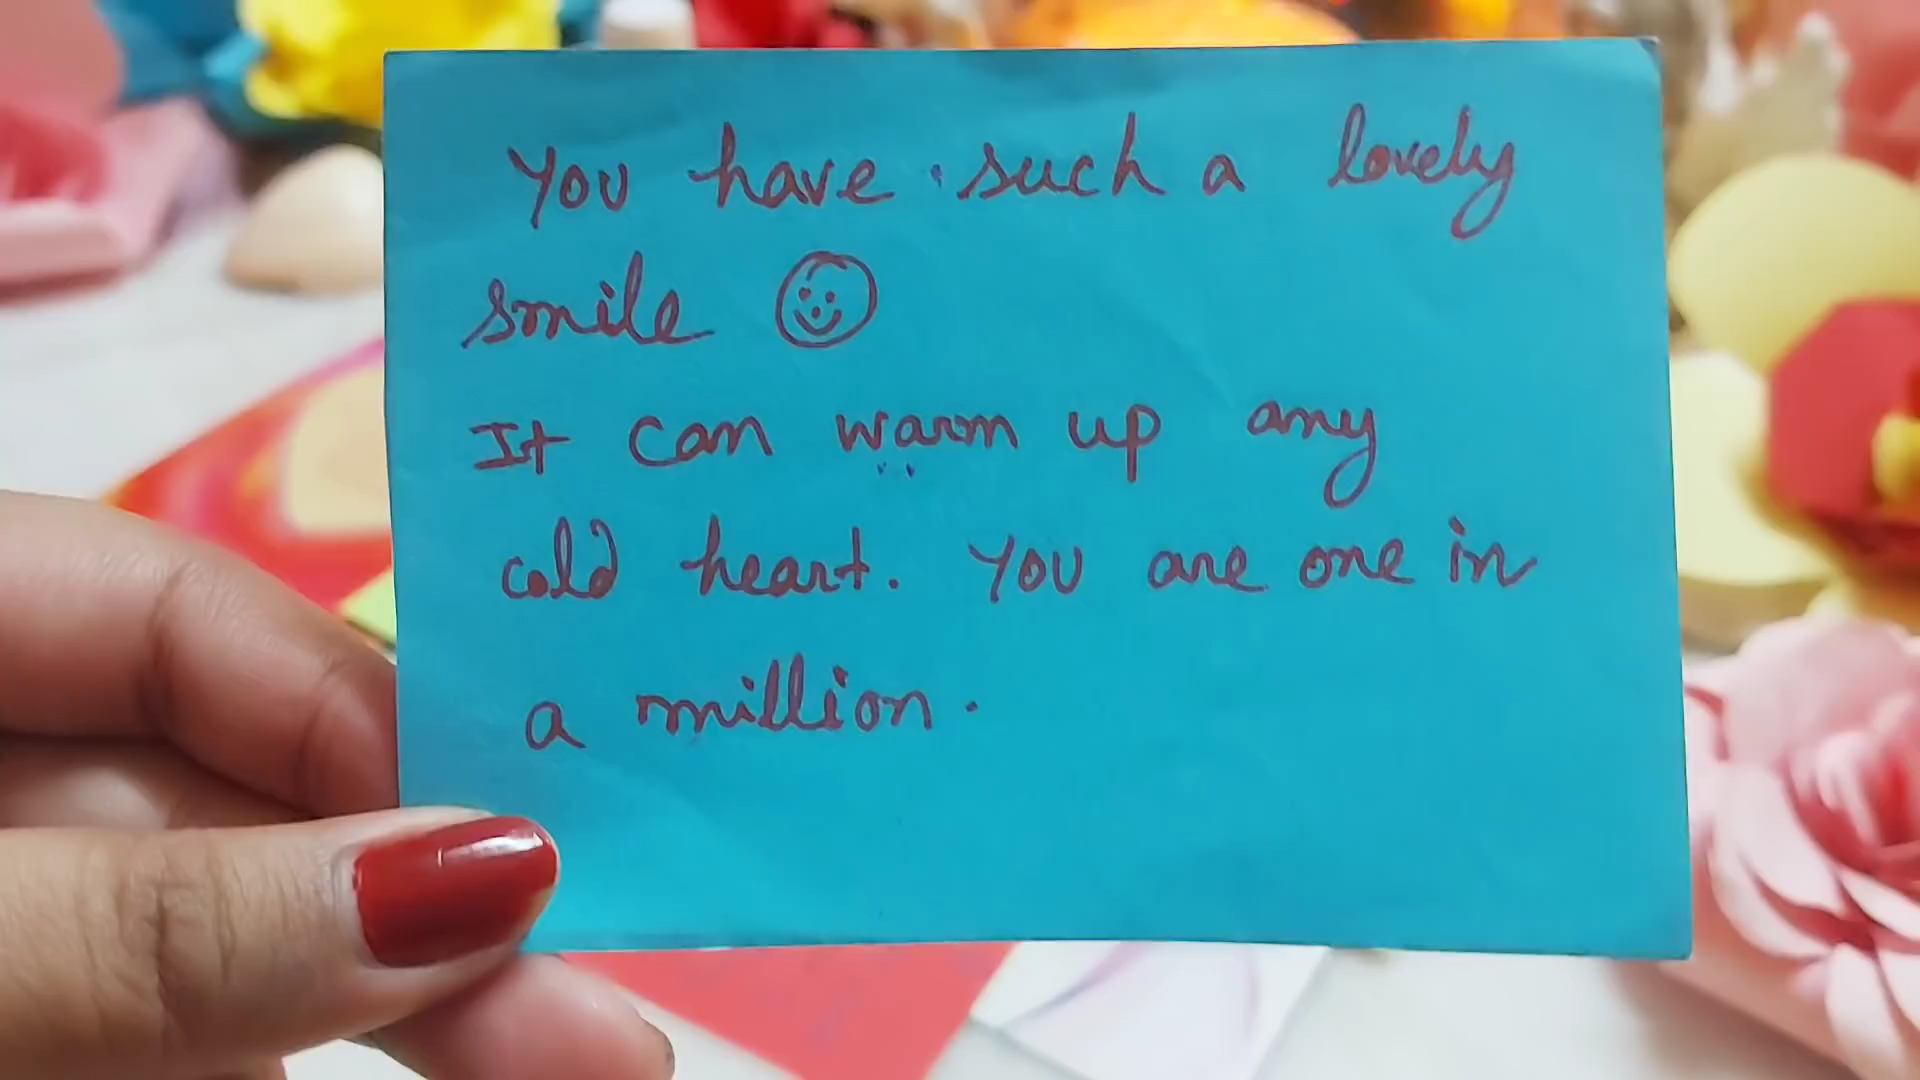 You have such a lovely
smile ☺
It can warm up any
cold heart. You are one in
a million.